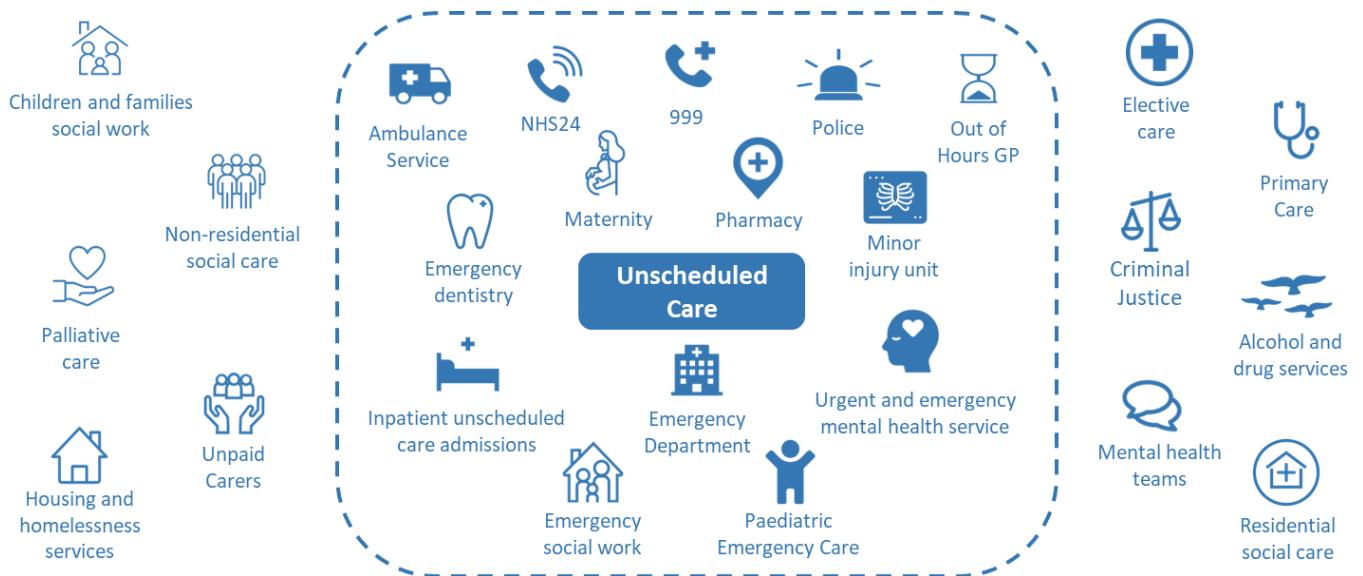 Children and families
social work
Non-residential
social care
Palliative
care
Unpaid
Carers
Housing and
homelessness
services
Ambulance
Service
NHS24
999
Police
Out of
Hours GP
Maternity
Pharmacy
Minor
injury unit
Emergency
dentistry
Unscheduled
Care
Inpatient unscheduled
care admissions
Emergency
Department
Urgent and emergency
mental health service
Emergency
social work
Paediatric
Emergency Care
Elective
care
Primary
Care
Criminal
Justice
Alcohol and
drug services
Mental health
teams
Residential
social care